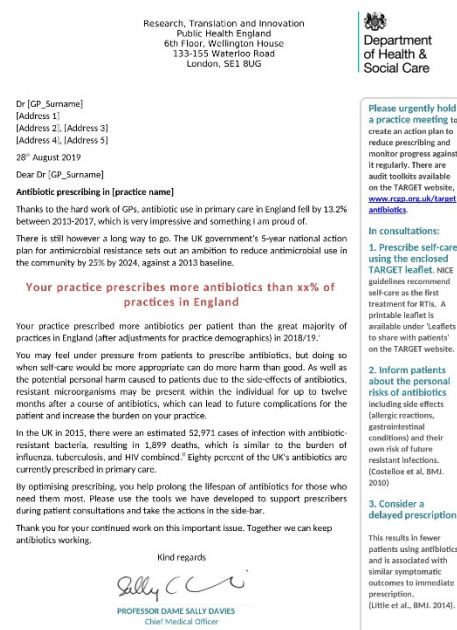 Research, Translation and Innovation
Public Health England
6th Floor, Wellington House
133-155 Waterloo Road
London, SE1 8UG
Department
of Health &
Social Care
Dr [GP_Surname]
[Address 1]
[Address 2], [Address 3]
[Address 4], [Address 5]
28th August 2019
Dear Dr [GP_Surname]
Antibiotic prescribing in [practice name]
Thanks to the hard work of GPs, antibiotic use in primary care in England fell by 13.2%
between 2013-2017, which is very impressive and something I am proud of.
There is still however a long way to go. The UK government's 5-year national action
plan for antimicrobial resistance sets out an ambition to reduce antimicrobial use in
the community by 25% by 2024, against a 2013 baseline.
Your practice prescribes more antibiotics than xx% of
practices in England
Your practice prescribed more antibiotics per patient than the great majority of
practices in England (after adjustments for practice demographics) in 2018/19.i
You may feel under pressure from patients to prescribe antibiotics, but doing so
when self-care would be more appropriate can do more harm than good. As well as
the potential personal harm caused to patients due to the side-effects of antibiotics,
resistant microorganisms may be present within the individual for up to twelve
months after a course of antibiotics, which can lead to future complications for the
patient and increase the burden on your practice.
In the UK in 2015, there were an estimated 52,971 cases of infection with antibiotic-
resistant bacteria, resulting in 1,899 deaths, which is similar to the burden of
influenza, tuberculosis, and HIV combined.ii Eighty percent of the UK's antibiotics are
currently prescribed in primary care.
By optimising prescribing, you help prolong the lifespan of antibiotics for those who
need them most. Please use the tools we have developed to support prescribers
during patient consultations and take the actions in the side-bar.
Thank you for your continued work on this important issue. Together we can keep
antibiotics working.
Kind regards
Sally C
PROFESSOR DAME SALLY DAVIES
Chief Medical Officer
Please urgently hold
a practice meeting to
create an action plan to
reduce prescribing and
monitor progress against
it regularly. There are
audit toolkits available
on the TARGET website,
www.rcgp.org.uk/target
antibiotics.
In consultations:
1. Prescribe self-care
using the enclosed
TARGET leaflet. NICE
guidelines recommend
self-care as the first
treatment for RTIs. A
printable leaflet is
available under 'Leaflets
to share with patients'
on the TARGET website.
2. Inform patients
about the personal
risks of antibiotics
including side effects
(allergic reactions,
gastrointestinal
conditions) and their
own risk of future
resistant infections.
(Costelloe et al, BMJ.
2010)
3. Consider a
delayed prescription
This results in fewer
patients using antibiotics
and is associated with
similar symptomatic
outcomes to immediate
prescription.
(Little et al., BMJ. 2014).